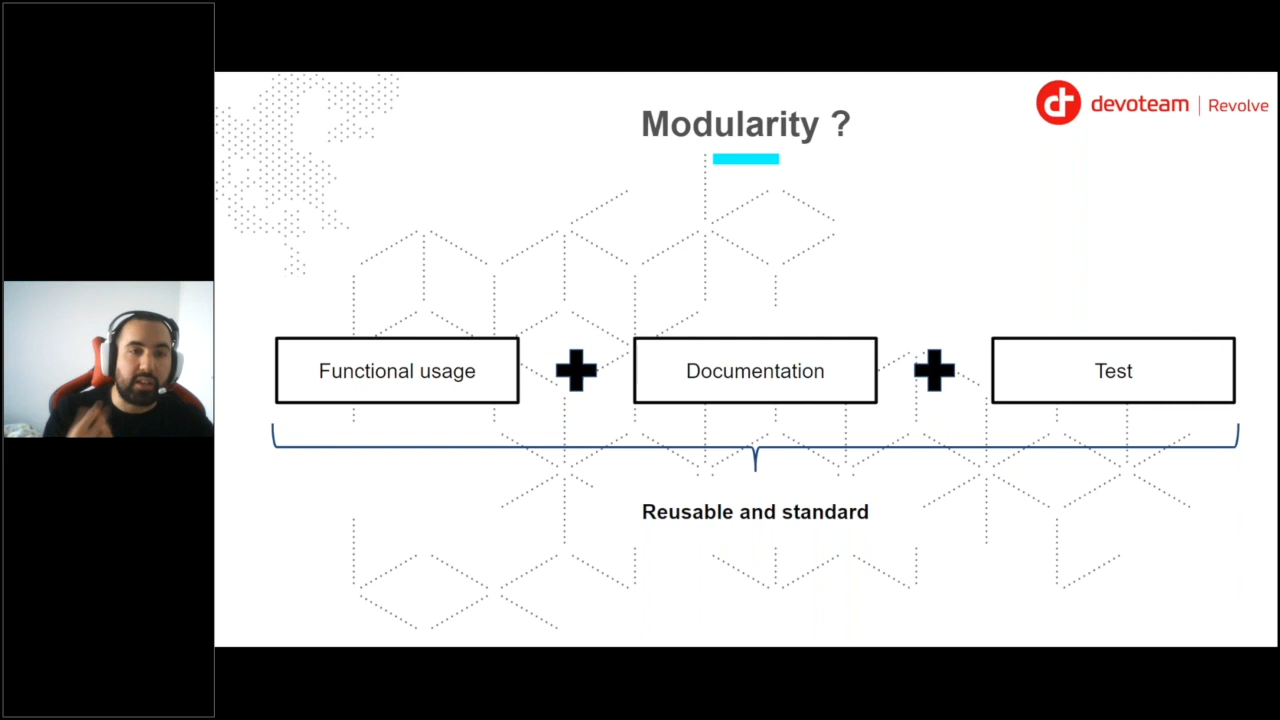 Modularity ?
devoteam | Revolve
Functional usage
Documentation
Test
Reusable and standard